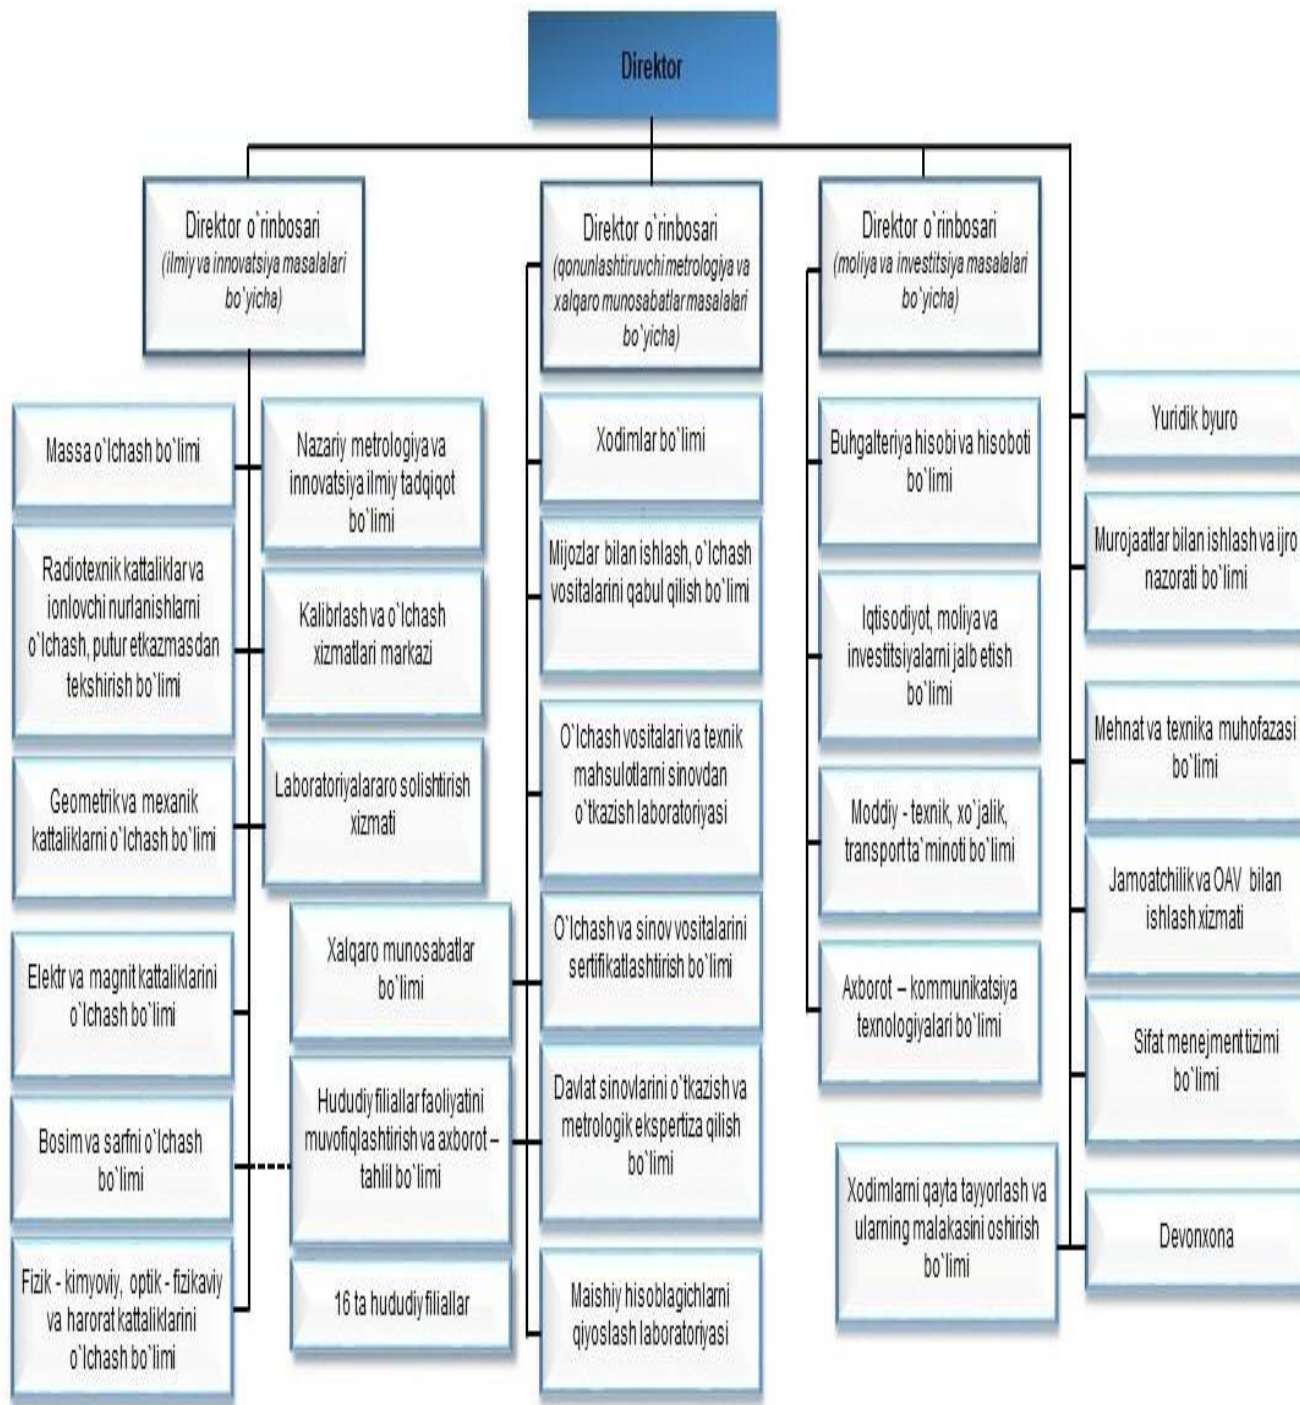 Direktor
Direktor o`rinbosari
(ilmiy va innovatsiya masalalari
bo`yicha)
Direktor o`rinbosari
(qonunlashtiruvchi metrologiya va
xalqaro munosabatlar masalalari
bo`yicha)
Direktor o`rinbosari
(moliya va investitsiya masalalari
bo`yicha)
Massa o`lchash bo`limi
Radiotexnik kattaliklar va
ionlovchi nurlanishlarni
o`lchash, putur etkazmasdan
tekshirish bo`limi
Geometrik va mexanik
kattaliklarni o`lchash bo`limi
Elektr va magnit kattaliklarini
o`lchash bo`limi
Bosim va sarfni o`lchash
bo`limi
Fizik - kimyoviy, optik - fizikaviy
va harorat kattaliklarini
o`lchash bo`limi
Nazariy metrologiya va
innovatsiya ilmiy tadqiqot
bo`limi
Kalibrlash va o`lchash
xizmatlari markazi
Laboratoriyalararo solishtirish
xizmati
Xalqaro munosabatlar
bo`limi
Hududiy filiallar faoliyatini
muvofiqlashtirish va axborot –
tahlil bo`limi
16 ta hududiy filiallar
Xodimlar bo`limi
Mijozlar bilan ishlash, o`lchash
vositalarini qabul qilish bo`limi
O`lchash vositalari va texnik
mahsulotlarni sinovdan
o`tkazish laboratoriyasi
O`lchash va sinov vositalarini
sertifikatlashtirish bo`limi
Davlat sinovlarini o`tkazish va
metrologik ekspertiza qilish
bo`limi
Maishiy hisoblagichlarni
qiyoslash laboratoriyasi
Buhgalteriya hisobi va hisoboti
bo`limi
Iqtisodiyot, moliya va
investitsiyalarni jalb etish
bo`limi
Moddiy - texnik, xo`jalik,
transport ta`minoti bo`limi
Axborot – kommunikatsiya
texnologiyalari bo`limi
Yuridik byuro
Murojaatlar bilan ishlash va ijro
nazorati bo`limi
Mehnat va texnika muhofazasi
bo`limi
Jamoatchilik va OAV bilan
ishlash xizmati
Sifat menejment tizimi
bo`limi
Xodimlarni qayta tayyorlash va
ularning malakasini oshirish
bo`limi
Devonxona